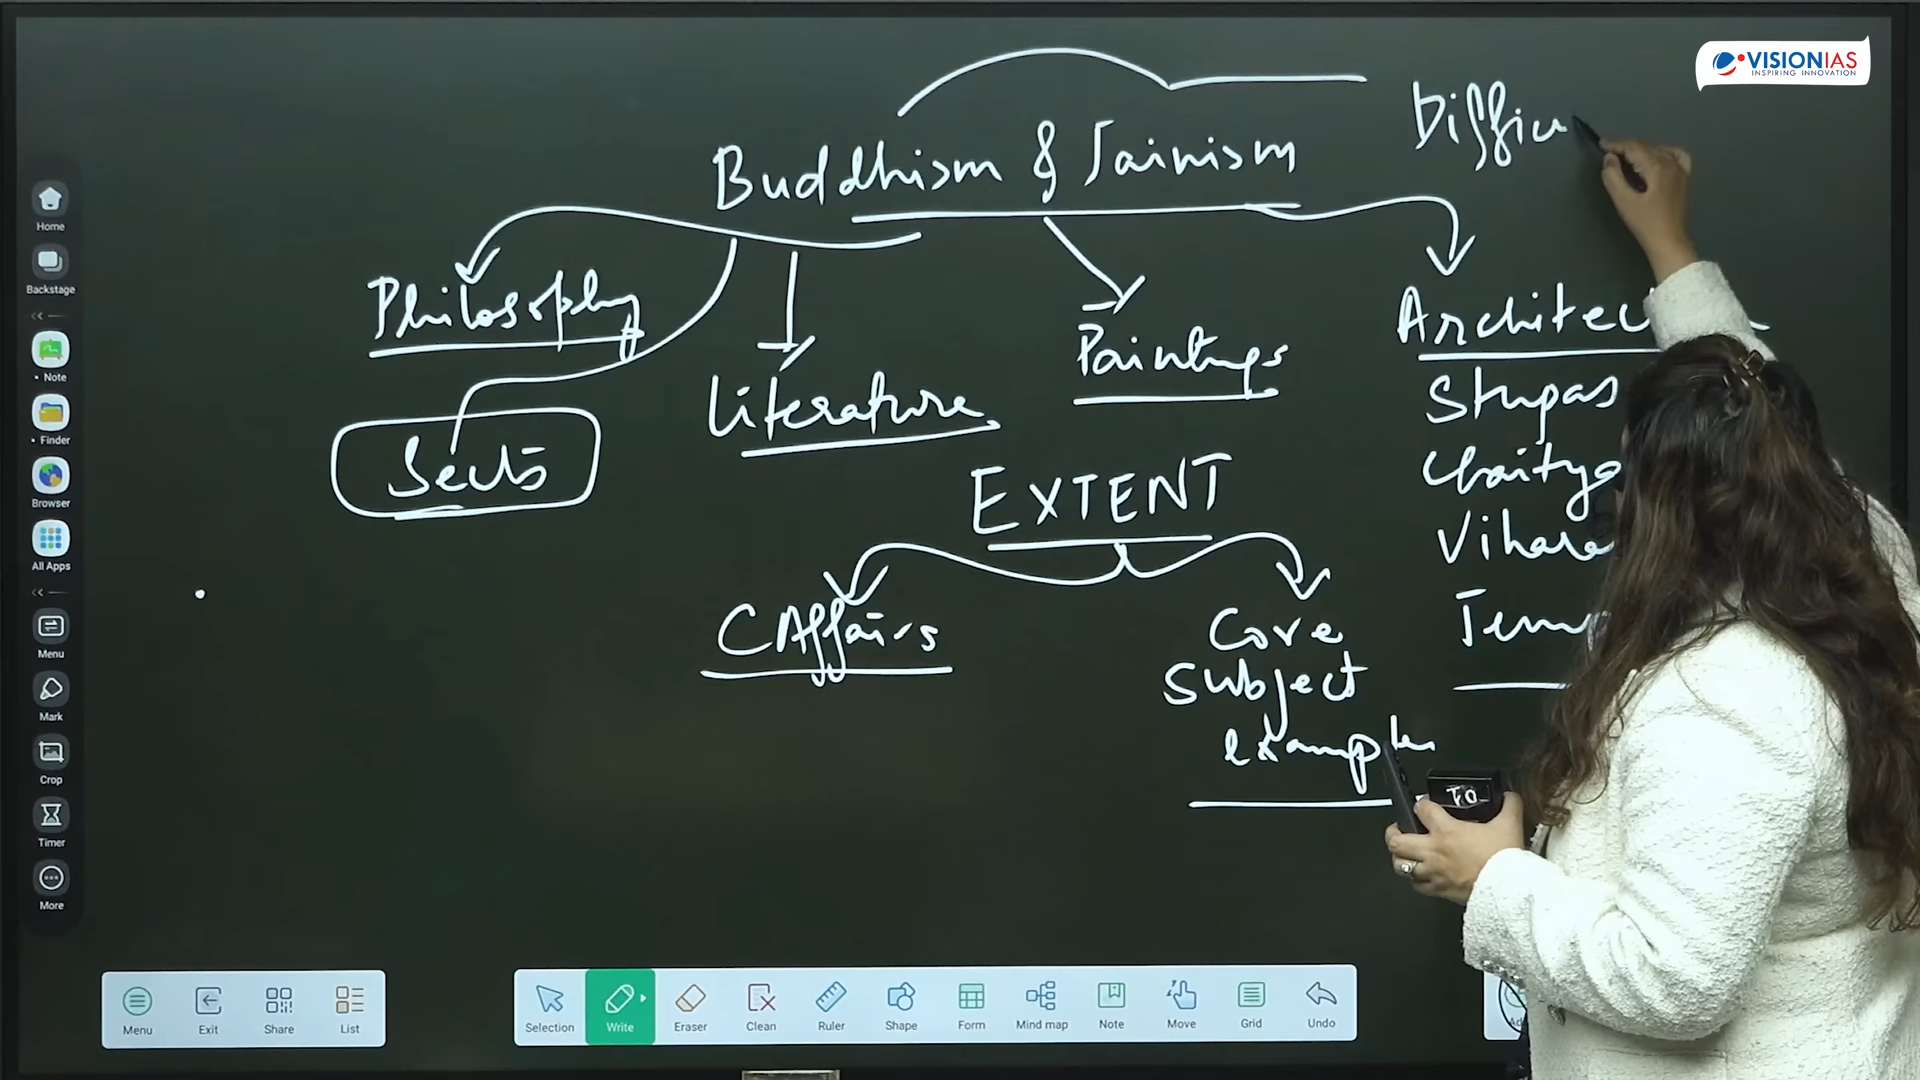 VISIONIAS
INSPIRING INNOVATION
Buddhism & Jainism
Philosophy
Sects
Literature
Paintings
Stupas
EXTENT
CAffairs
Core
Subject
examples
Home
Backstage
Note
Finder
Browser
All Apps
Menu
Mark
Crop
Timer
More
Menu
Exit
Share
List
Selection
Write
Eraser
Clean
Ruler
Shape
Form
Mind map
Note
Move
Grid
Undo